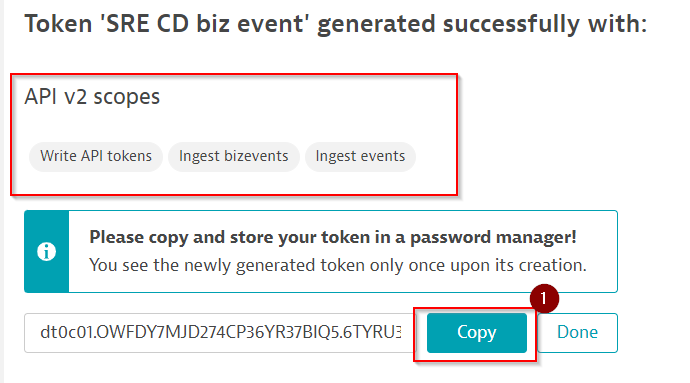 Token 'SRE CD biz event' generated successfully with:
API v2 scopes
Write API tokens Ingest bizevents Ingest events
Please copy and store your token in a password manager!
You see the newly generated token only once upon its creation.
1
dt0c01.OWFDY7MJD274CP36YR37BIQ5.6TYRU3 Copy Done